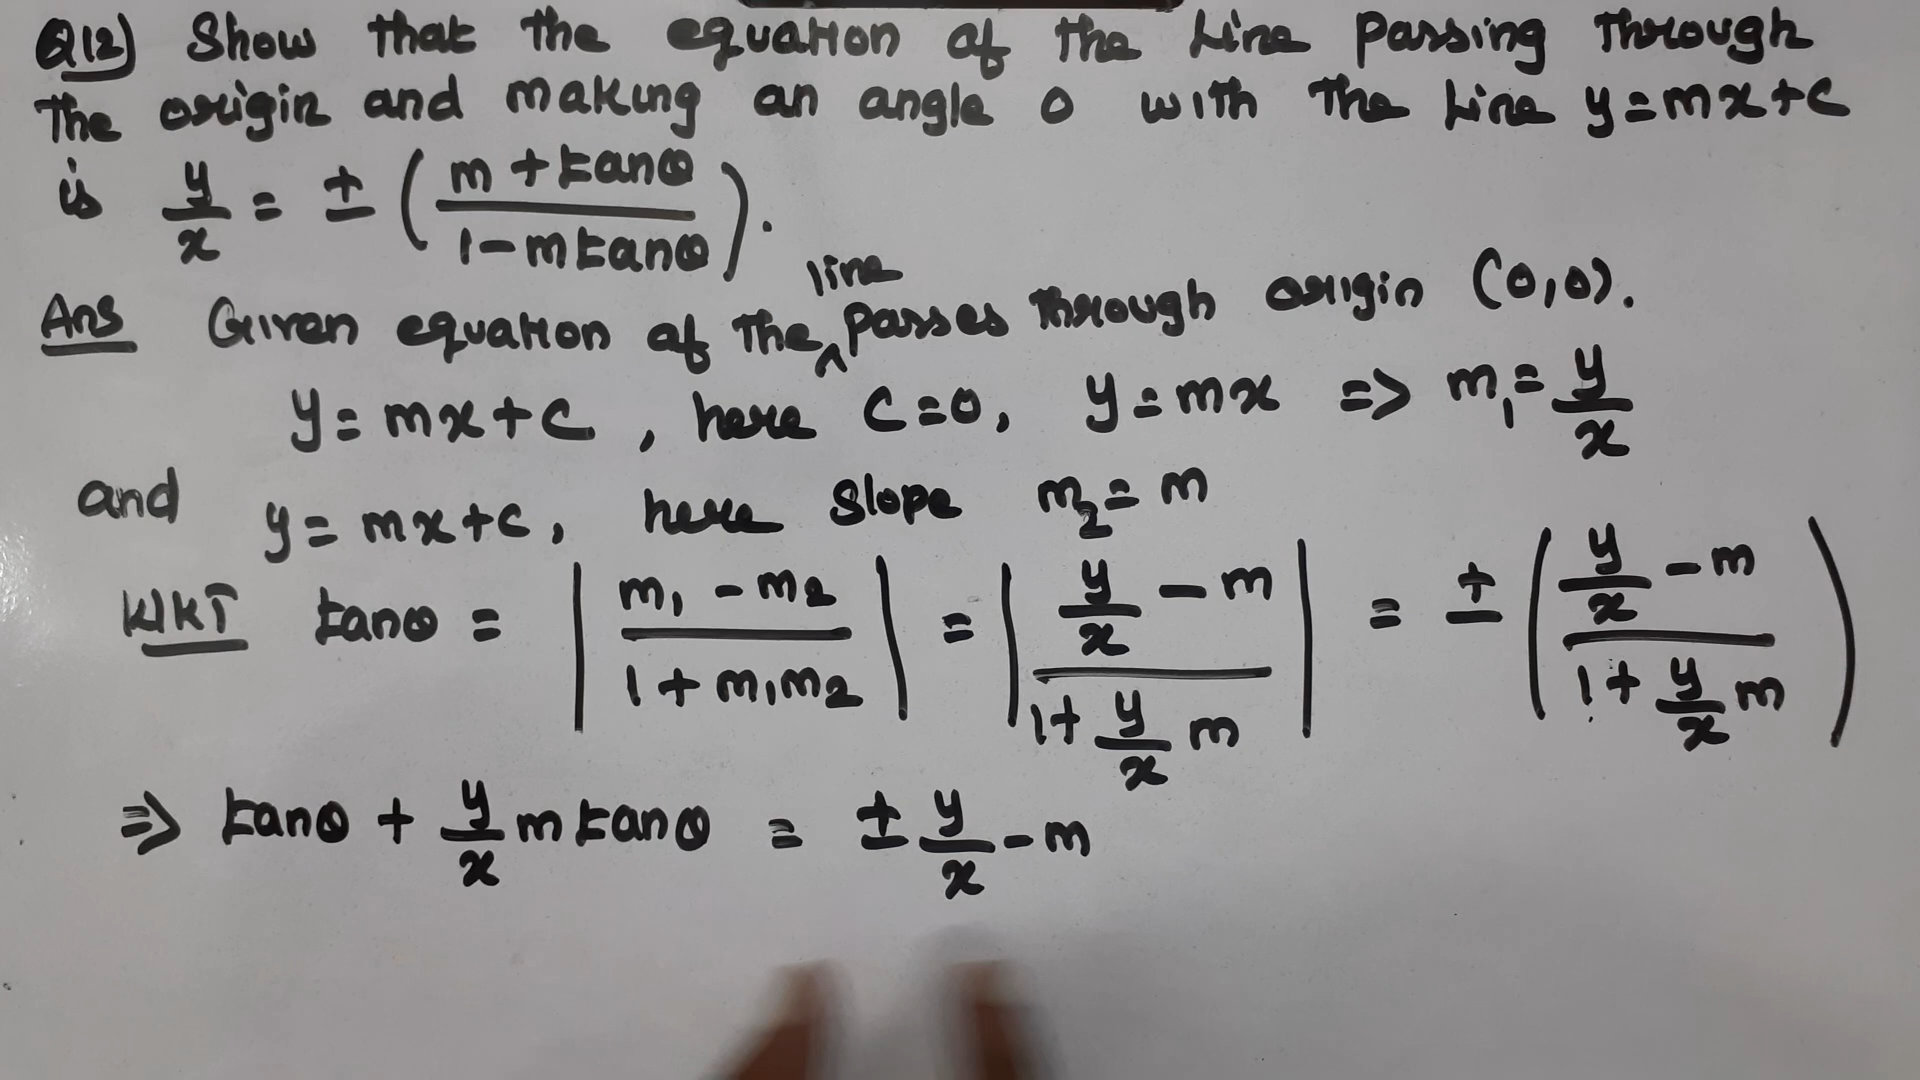 Q12) Show that the equation of the Line passing through
the origin and making an angle θ with the Line y=mx+c
is y/x = ± (m + tanθ / 1 - m tanθ).
Ans Given equation of the line passes through origin (0,0).
y = mx + c , here c=0, y = mx => m₁ = y/x
and y = mx + c, here slope m₂ = m
WKT tanθ = | m₁ - m₂ / 1 + m₁m₂ | = | y/x - m / 1 + y/x m | = ± ( y/x - m / 1 + y/x m )
=> tanθ + y/x m tanθ = ± y/x - m